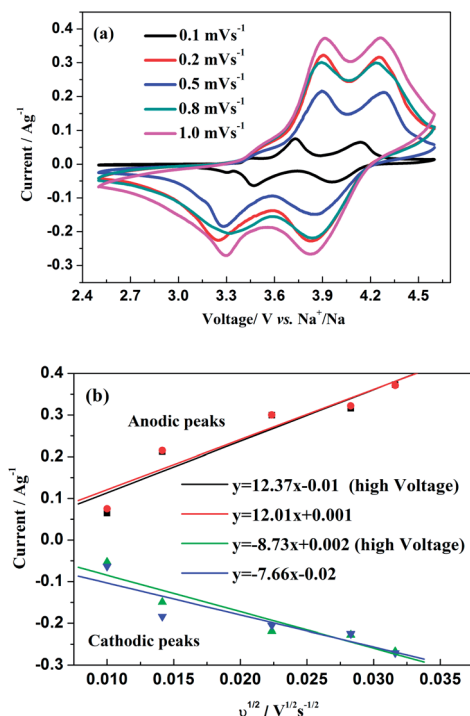 (a)
0.1 mVs⁻¹
0.2 mVs⁻¹
0.5 mVs⁻¹
0.8 mVs⁻¹
1.0 mVs⁻¹
Current / Ag⁻¹
0.4
0.3
0.2
0.1
0.0
-0.1
-0.2
-0.3
2.4 2.7 3.0 3.3 3.6 3.9 4.2 4.5
Voltage/ V vs. Na⁺/Na
(b)
Anodic peaks
y=12.37x-0.01 (high Voltage)
y=12.01x+0.001
y=-8.73x+0.002 (high Voltage)
y=-7.66x-0.02
Cathodic peaks
Current / Ag⁻¹
0.4
0.3
0.2
0.1
-0.0
-0.1
-0.2
-0.3
0.010 0.015 0.020 0.025 0.030 0.035
υ¹/² / V¹/²s⁻¹/²